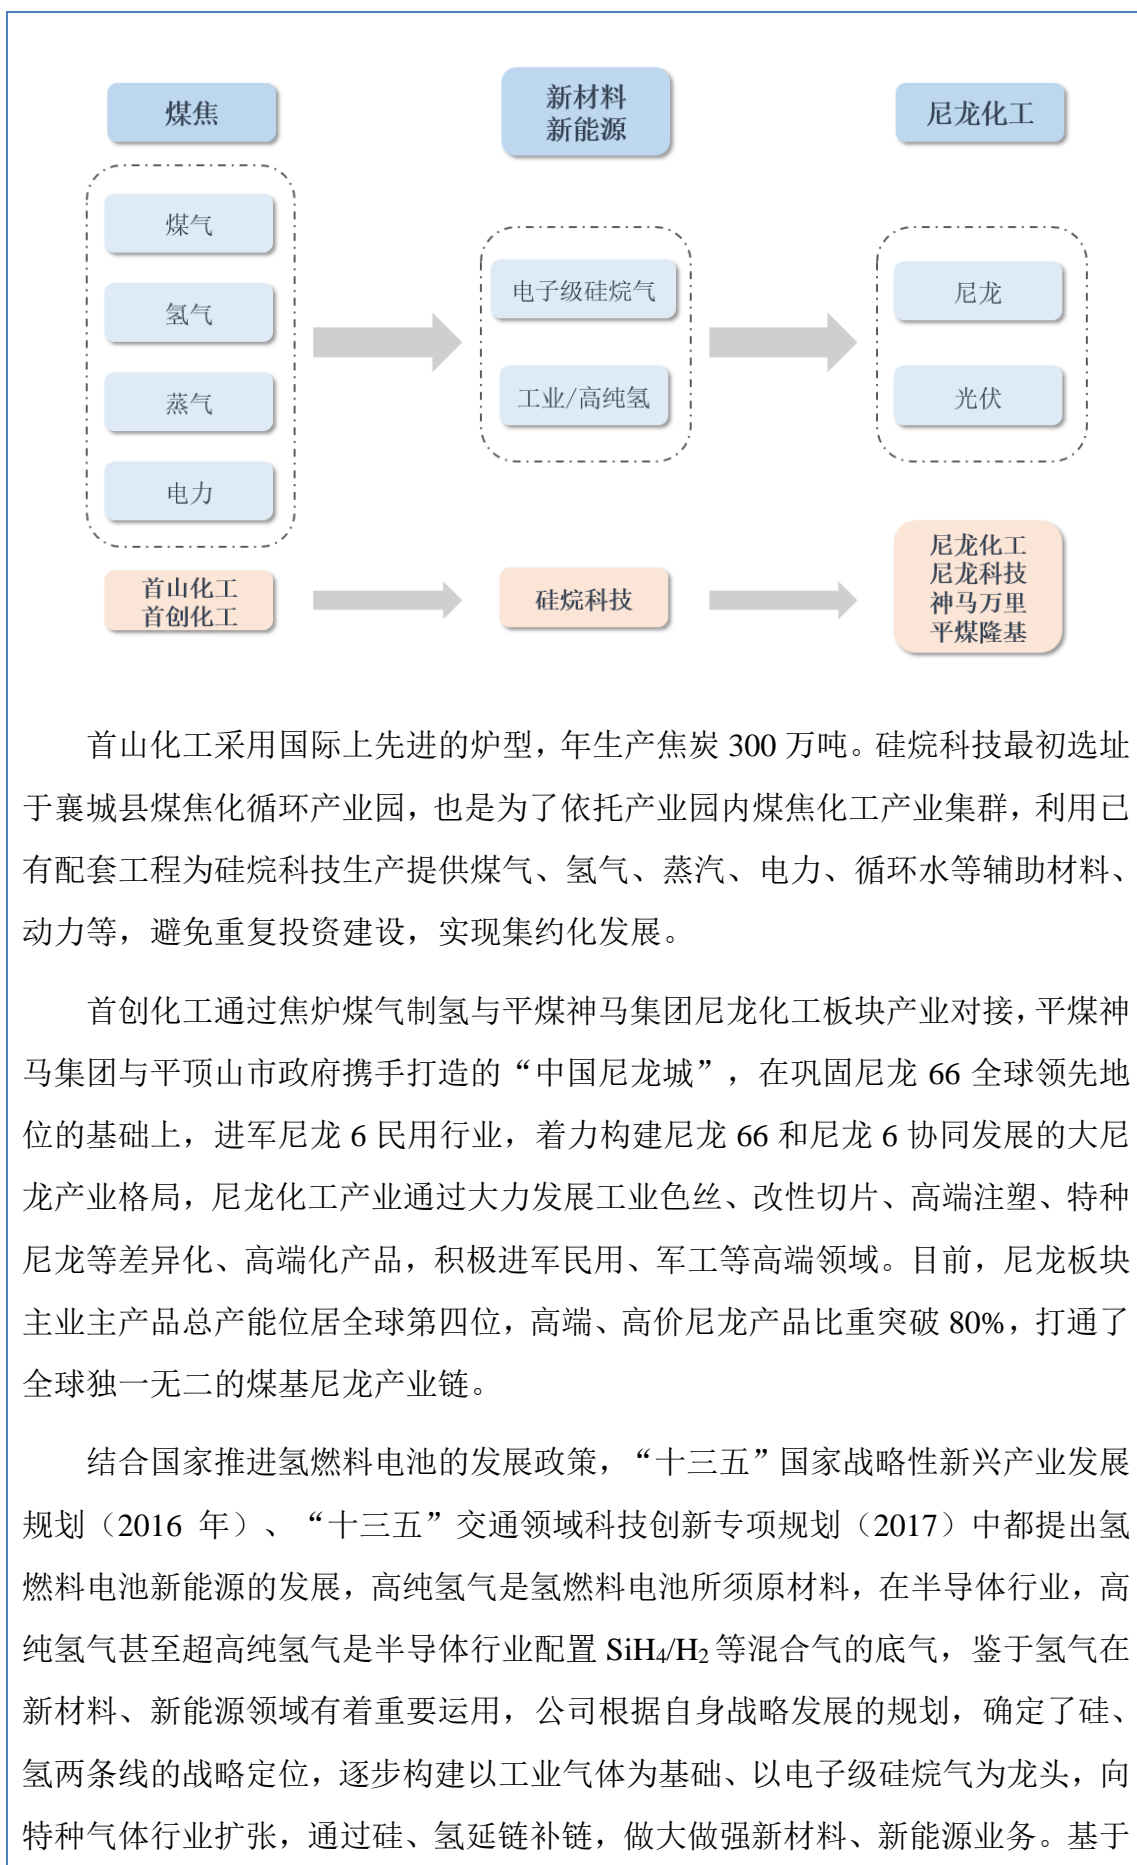 煤焦
新材料
新能源
尼龙化工
煤气
氢气
蒸气
电力
电子级硅烷气
工业/高纯氢
尼龙
光伏
首山化工
首创化工
硅烷科技
尼龙化工
尼龙科技
神马万里
平煤隆基
首山化工采用国际上先进的炉型，年生产焦炭 300 万吨。硅烷科技最初选址
于襄城县煤焦化循环产业园，也是为了依托产业园内煤焦化工产业集群，利用已
有配套工程为硅烷科技生产提供煤气、氢气、蒸汽、电力、循环水等辅助材料、
动力等，避免重复投资建设，实现集约化发展。
首创化工通过焦炉煤气制氢与平煤神马集团尼龙化工板块产业对接，平煤神
马集团与平顶山市政府携手打造的“中国尼龙城”，在巩固尼龙 66 全球领先地
位的基础上，进军尼龙 6 民用行业，着力构建尼龙 66 和尼龙 6 协同发展的大尼
龙产业格局，尼龙化工产业通过大力发展工业色丝、改性切片、高端注塑、特种
尼龙等差异化、高端化产品，积极进军民用、军工等高端领域。目前，尼龙板块
主业主产品总产能位居全球第四位，高端、高价尼龙产品比重突破 80%，打通了
全球独一无二的煤基尼龙产业链。
结合国家推进氢燃料电池的发展政策，“十三五”国家战略性新兴产业发展
规划（2016 年）、“十三五”交通领域科技创新专项规划（2017）中都提出氢
燃料电池新能源的发展，高纯氢气是氢燃料电池所须原材料，在半导体行业，高
纯氢气甚至超高纯氢气是半导体行业配置 SiH₄/H₂ 等混合气的底气，鉴于氢气在
新材料、新能源领域有着重要运用，公司根据自身战略发展的规划，确定了硅、
氢两条线的战略定位，逐步构建以工业气体为基础、以电子级硅烷气为龙头，向
特种气体行业扩张，通过硅、氢延链补链，做大做强新材料、新能源业务。基于